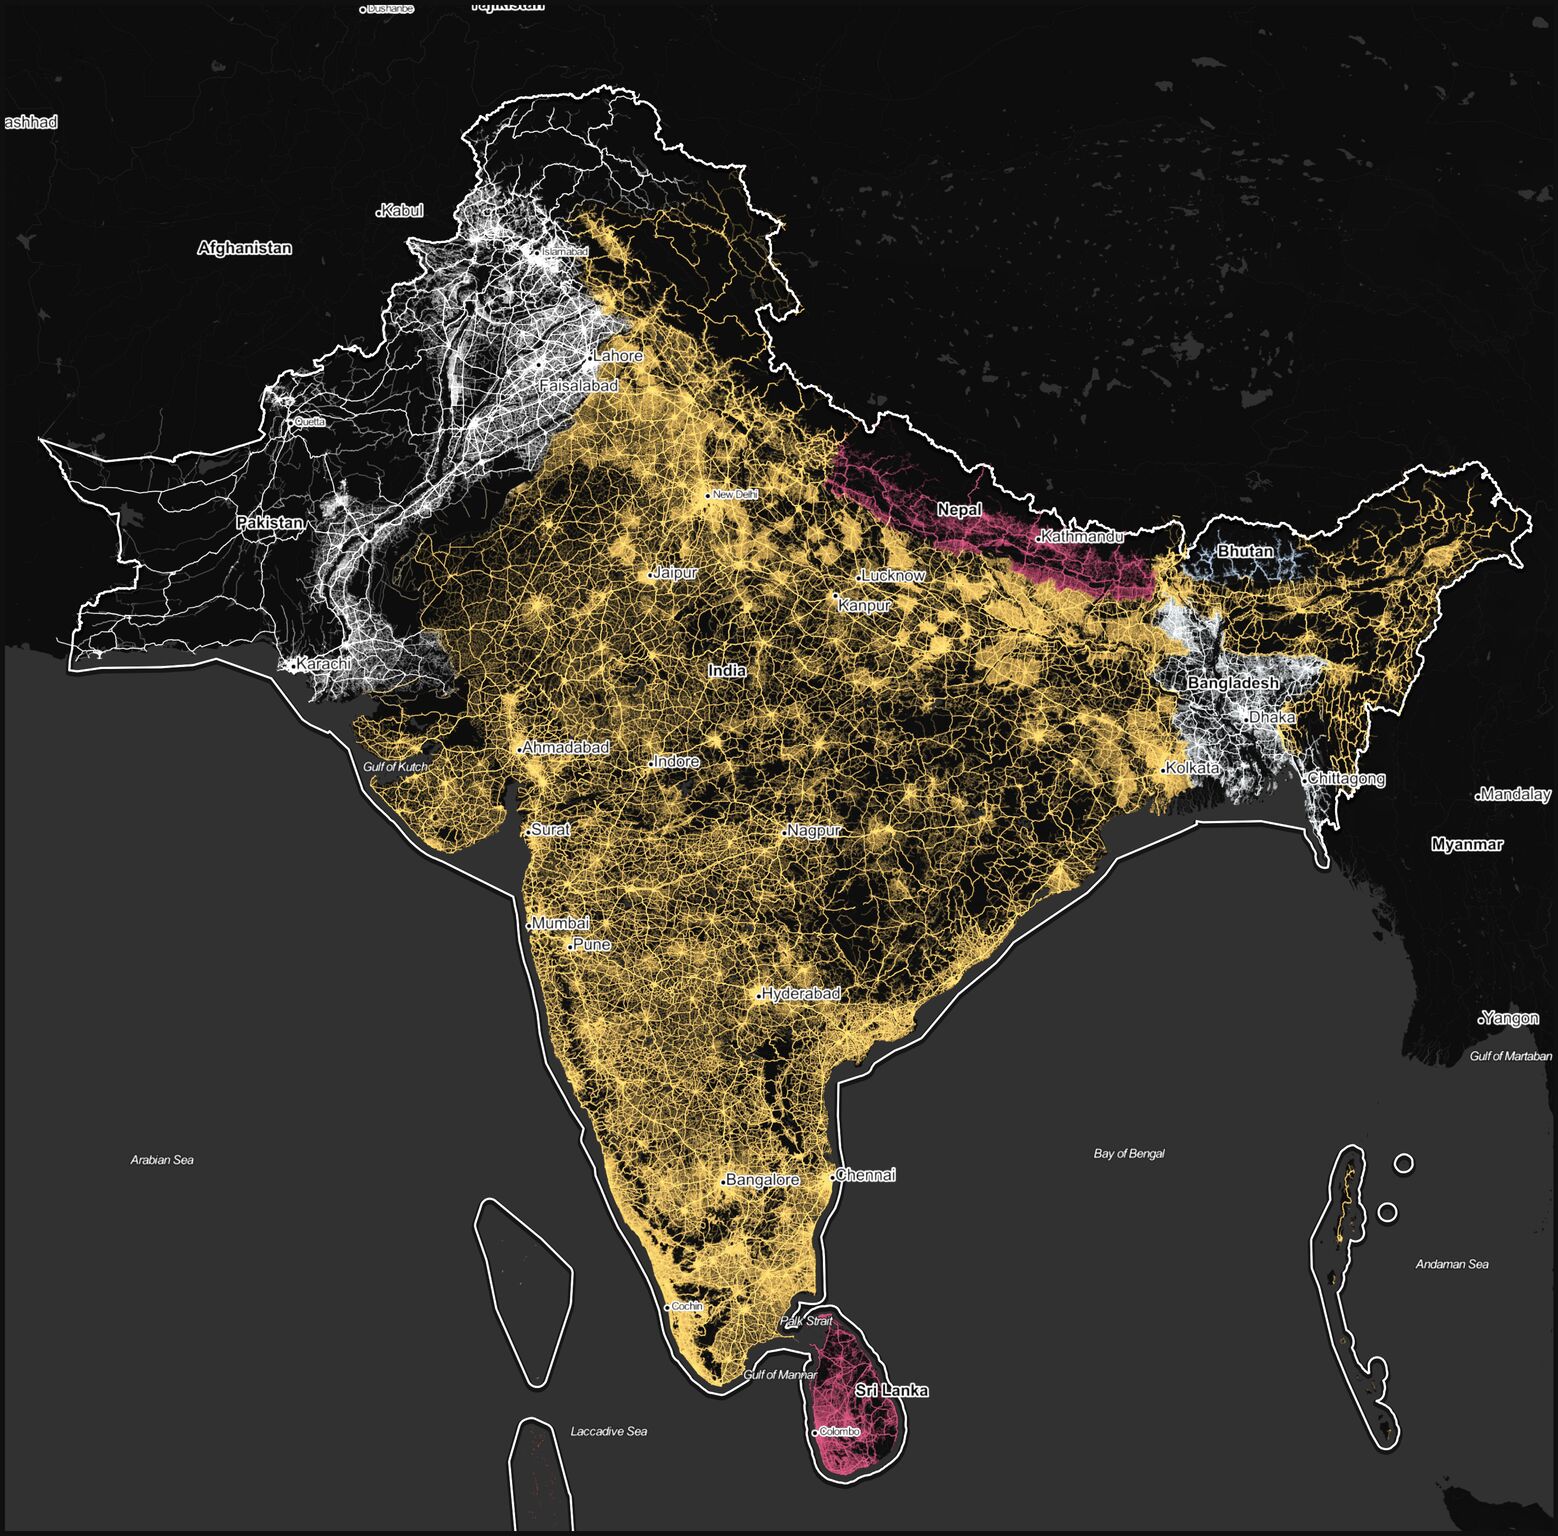 Dushanbe
Tajikistan
ashhad
Kabul
Afghanistan
Islamabad
Lahore
Faisalabad
Quetta
New Delhi
Pakistan
Nepal
Kathmandu
Bhutan
Jaipur
Lucknow
Kanpur
Karachi
India
Bangladesh
Dhaka
Ahmadabad
Indore
Gulf of Kutch
Kolkata
Chittagong
Mandalay
Surat
Nagpur
Myanmar
Mumbai
Pune
Hyderabad
Yangon
Gulf of Martaban
Arabian Sea
Bay of Bengal
Bangalore
Chennai
Andaman Sea
Cochin
Palk Strait
Gulf of Mannar
Sri Lanka
Colombo
Laccadive Sea